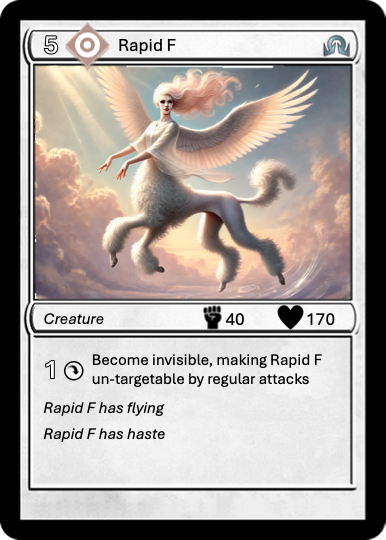 5 Rapid F
Creature 40 170
1 Become invisible, making Rapid F
un-targetable by regular attacks
Rapid F has flying
Rapid F has haste